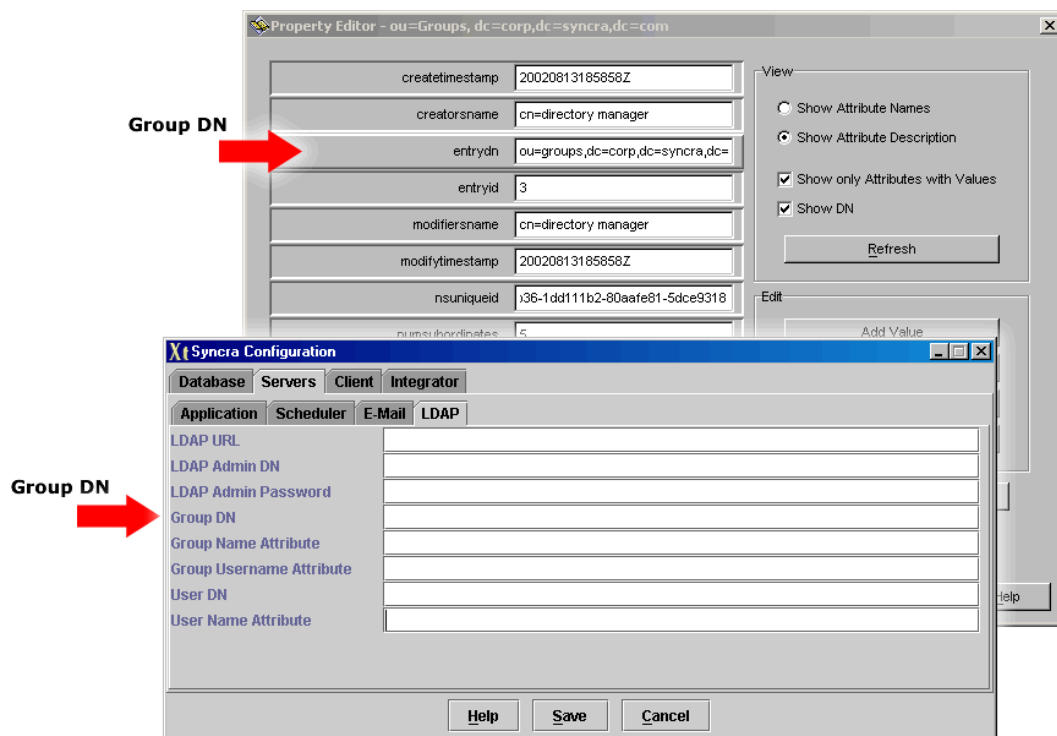 Property Editor - ou=Groups, dc=corp,dc=syncra,dc=com
createtimestamp 20020813185858Z
creatorsname cn=directory manager
Group DN
entrydn ou=groups,dc=corp,dc=syncra,dc=
entryid 3
modifiersname cn=directory manager
modifytimestamp 20020813185858Z
nsuniqueid 36-1dd111b2-80aafe81-5dce9318
numsubordinates 5
View
Show Attribute Names
Show Attribute Description
Show only Attributes with Values
Show DN
Refresh
Edit
Add Value
Help
Syncra Configuration
Database Servers Client Integrator
Application Scheduler E-Mail LDAP
LDAP URL
LDAP Admin DN
LDAP Admin Password
Group DN
Group DN
Group Name Attribute
Group Username Attribute
User DN
User Name Attribute
Help Save Cancel